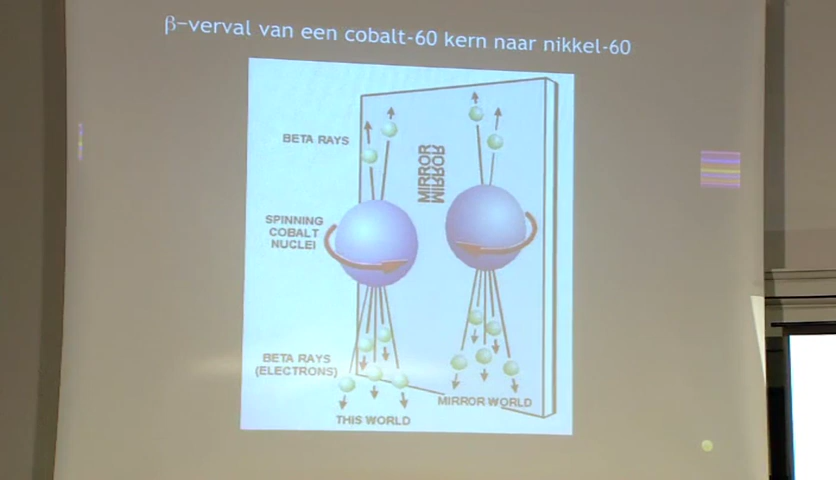 β-verval van een cobalt-60 kern naar nikkel-60
BETA RAYS
MIRROR
MIRROR
SPINNING
COBALT
NUCLEI
BETA RAYS
(ELECTRONS)
MIRROR WORLD
THIS WORLD